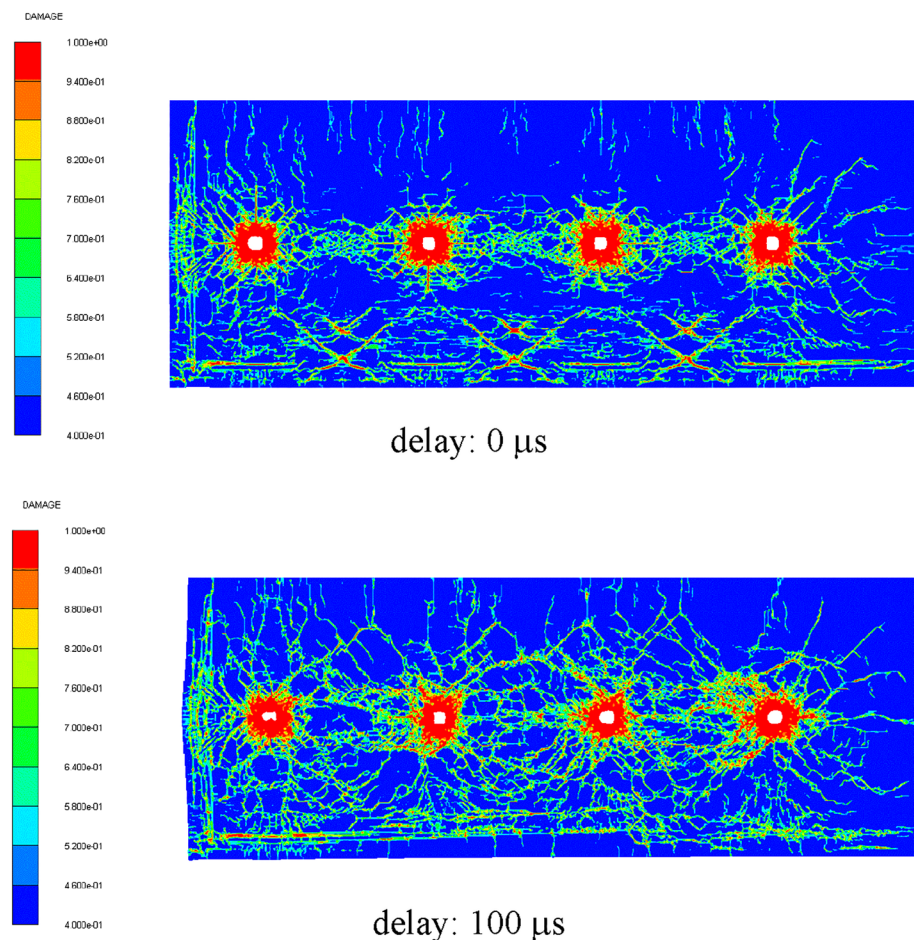 DAMAGE
1.000e+00
9.400e-01
8.800e-01
8.200e-01
7.600e-01
7.000e-01
6.400e-01
5.800e-01
5.200e-01
4.600e-01
4.000e-01
delay: 0 μs
DAMAGE
1.000e+00
9.400e-01
8.800e-01
8.200e-01
7.600e-01
7.000e-01
6.400e-01
5.800e-01
5.200e-01
4.600e-01
4.000e-01
delay: 100 μs